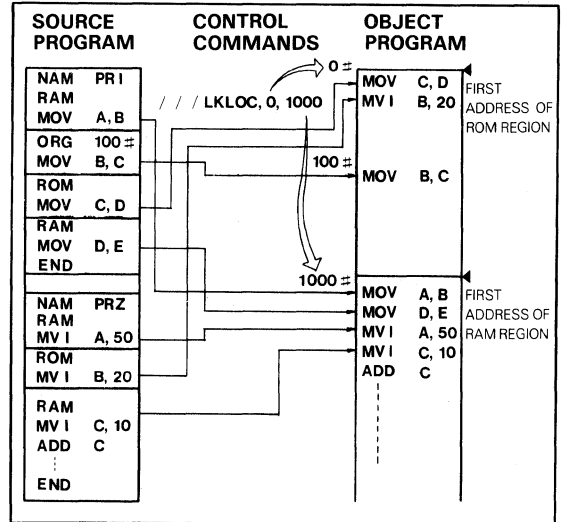 SOURCE PROGRAM
NAM PRI
RAM
MOV A, B
ORG 100#
MOV B, C
ROM
MOV C, D
RAM
MOV D, E
END
NAM PRZ
RAM
MVI A, 50
ROM
MVI B, 20
RAM
MVI C, 10
ADD C
END
CONTROL COMMANDS
/ / / LKLOC, 0, 1000
OBJECT PROGRAM
0#
MOV C, D
MVI B, 20
100#
MOV B, C
1000#
MOV A, B
MOV D, E
MVI A, 50
MVI C, 10
ADD C
FIRST
ADDRESS OF
ROM REGION
FIRST
ADDRESS OF
RAM REGION